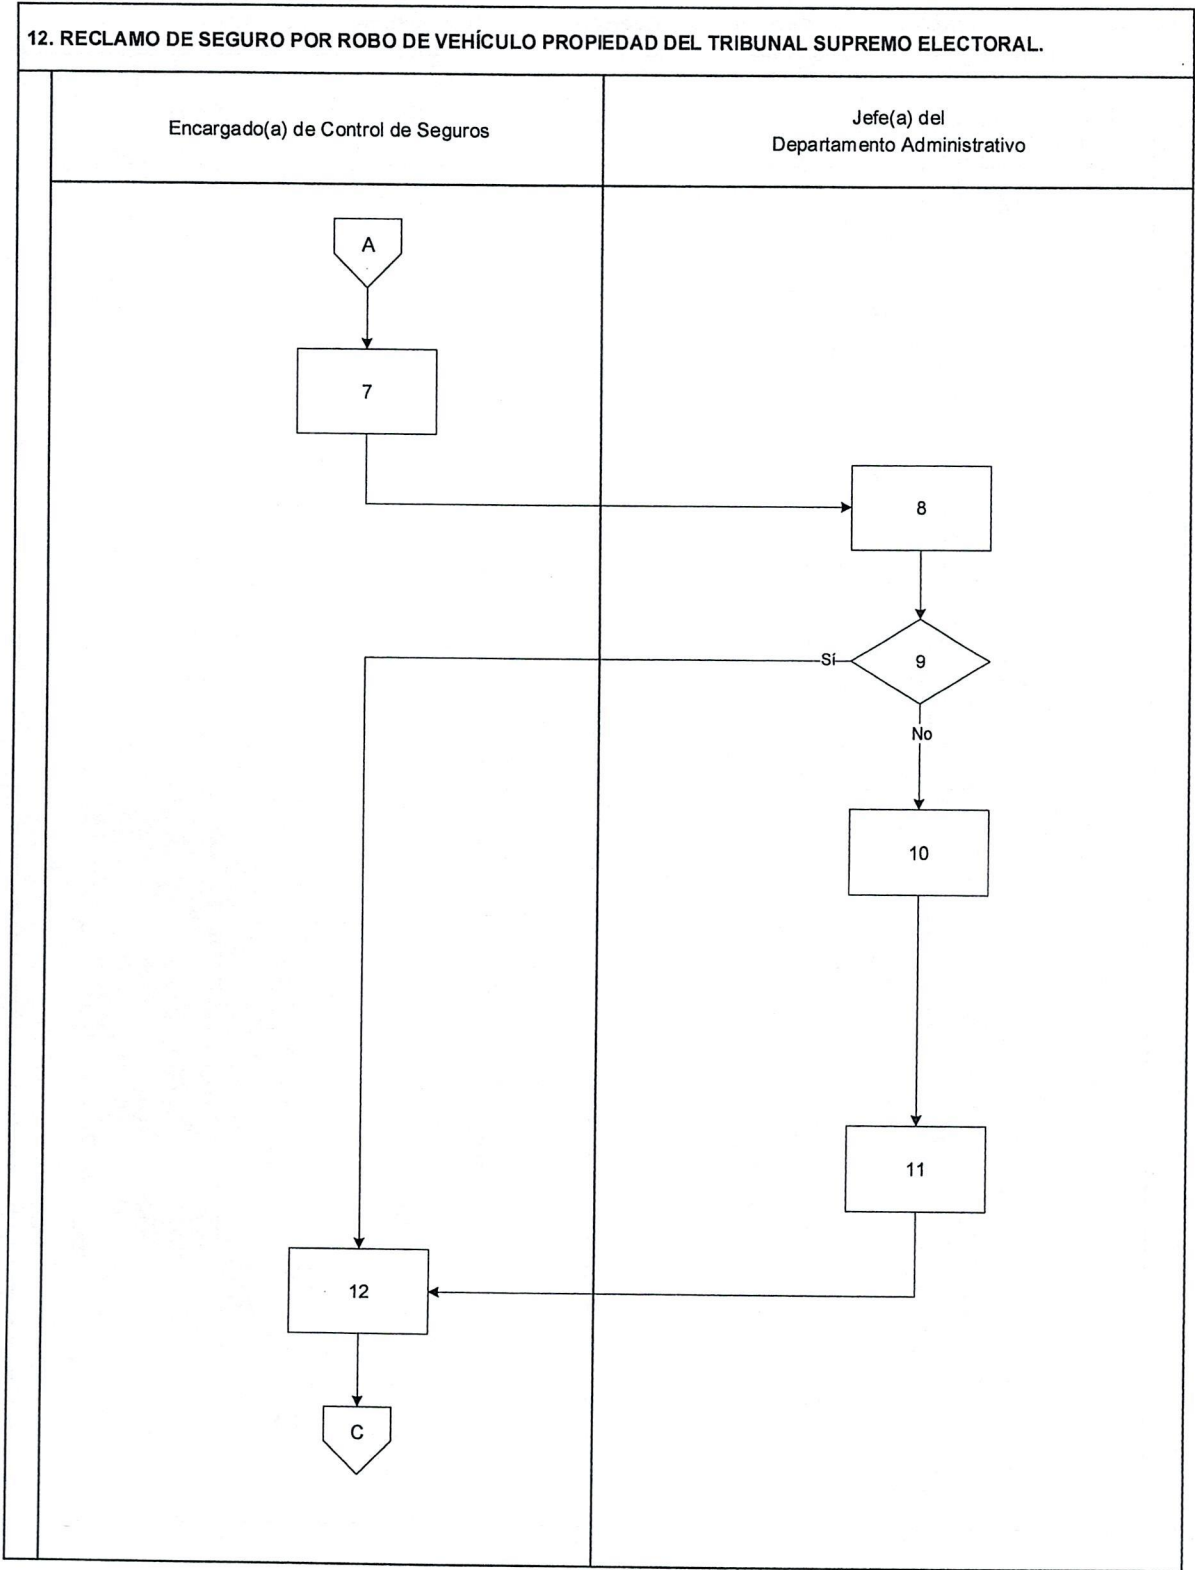 12. RECLAMO DE SEGURO POR ROBO DE VEHÍCULO PROPIEDAD DEL TRIBUNAL SUPREMO ELECTORAL.
Encargado(a) de Control de Seguros
Jefe(a) del
Departamento Administrativo
A
7
8
9
Sí
No
10
11
12
C